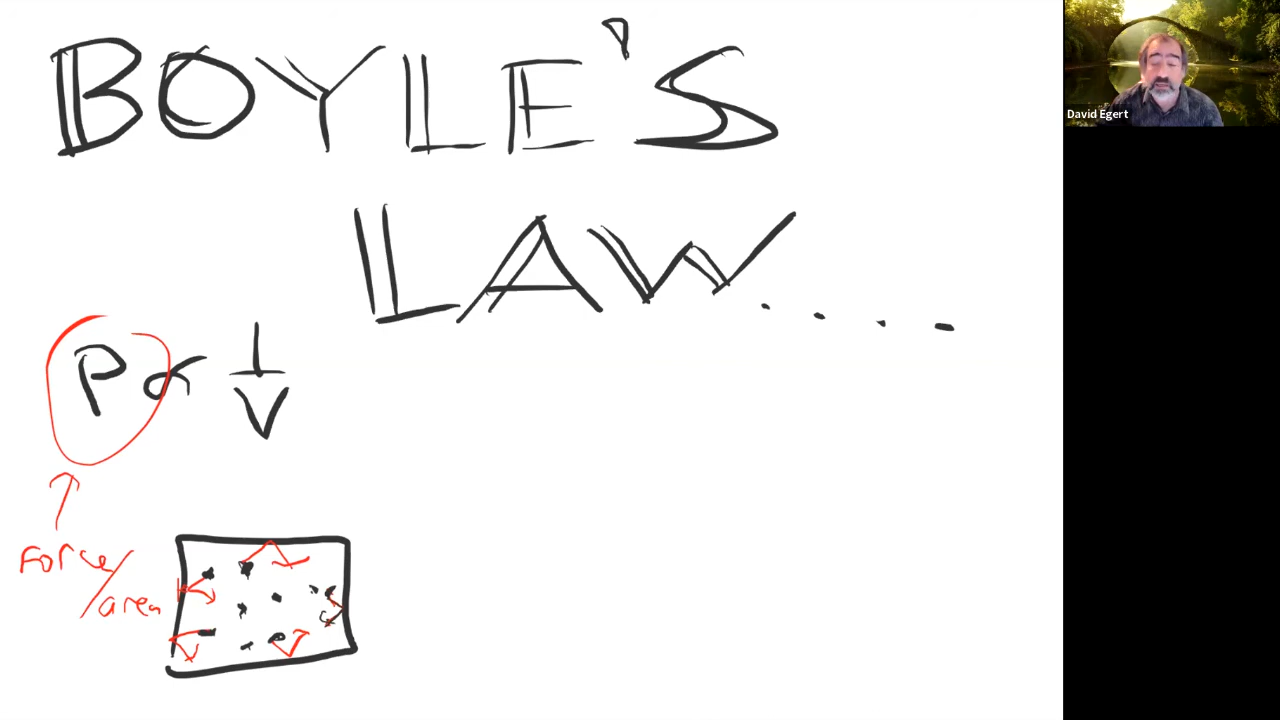 BOYLE'S
LAW.....
P ∝ 1/V
Force/
area
David Egert